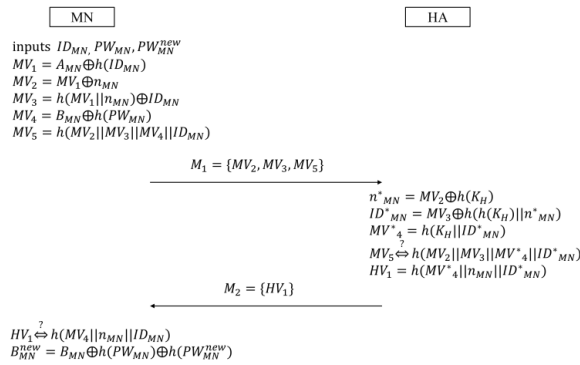 MN
HA
inputs ID_MN, PW_MN, PW_MN^new
MV_1 = A_MN⊕h(ID_MN)
MV_2 = MV_1⊕n_MN
MV_3 = h(MV_1||n_MN)⊕ID_MN
MV_4 = B_MN⊕h(PW_MN)
MV_5 = h(MV_2||MV_3||MV_4||ID_MN)
M_1 = {MV_2, MV_3, MV_5}
n*_MN = MV_2⊕h(K_H)
ID*_MN = MV_3⊕h(h(K_H)||n*_MN)
MV*_4 = h(K_H||ID*_MN)
MV_5 ⇔? h(MV_2||MV_3||MV*_4||ID*_MN)
HV_1 = h(MV*_4||n_MN||ID*_MN)
M_2 = {HV_1}
HV_1 ⇔? h(MV_4||n_MN||ID_MN)
B_MN^new = B_MN⊕h(PW_MN)⊕h(PW_MN^new)